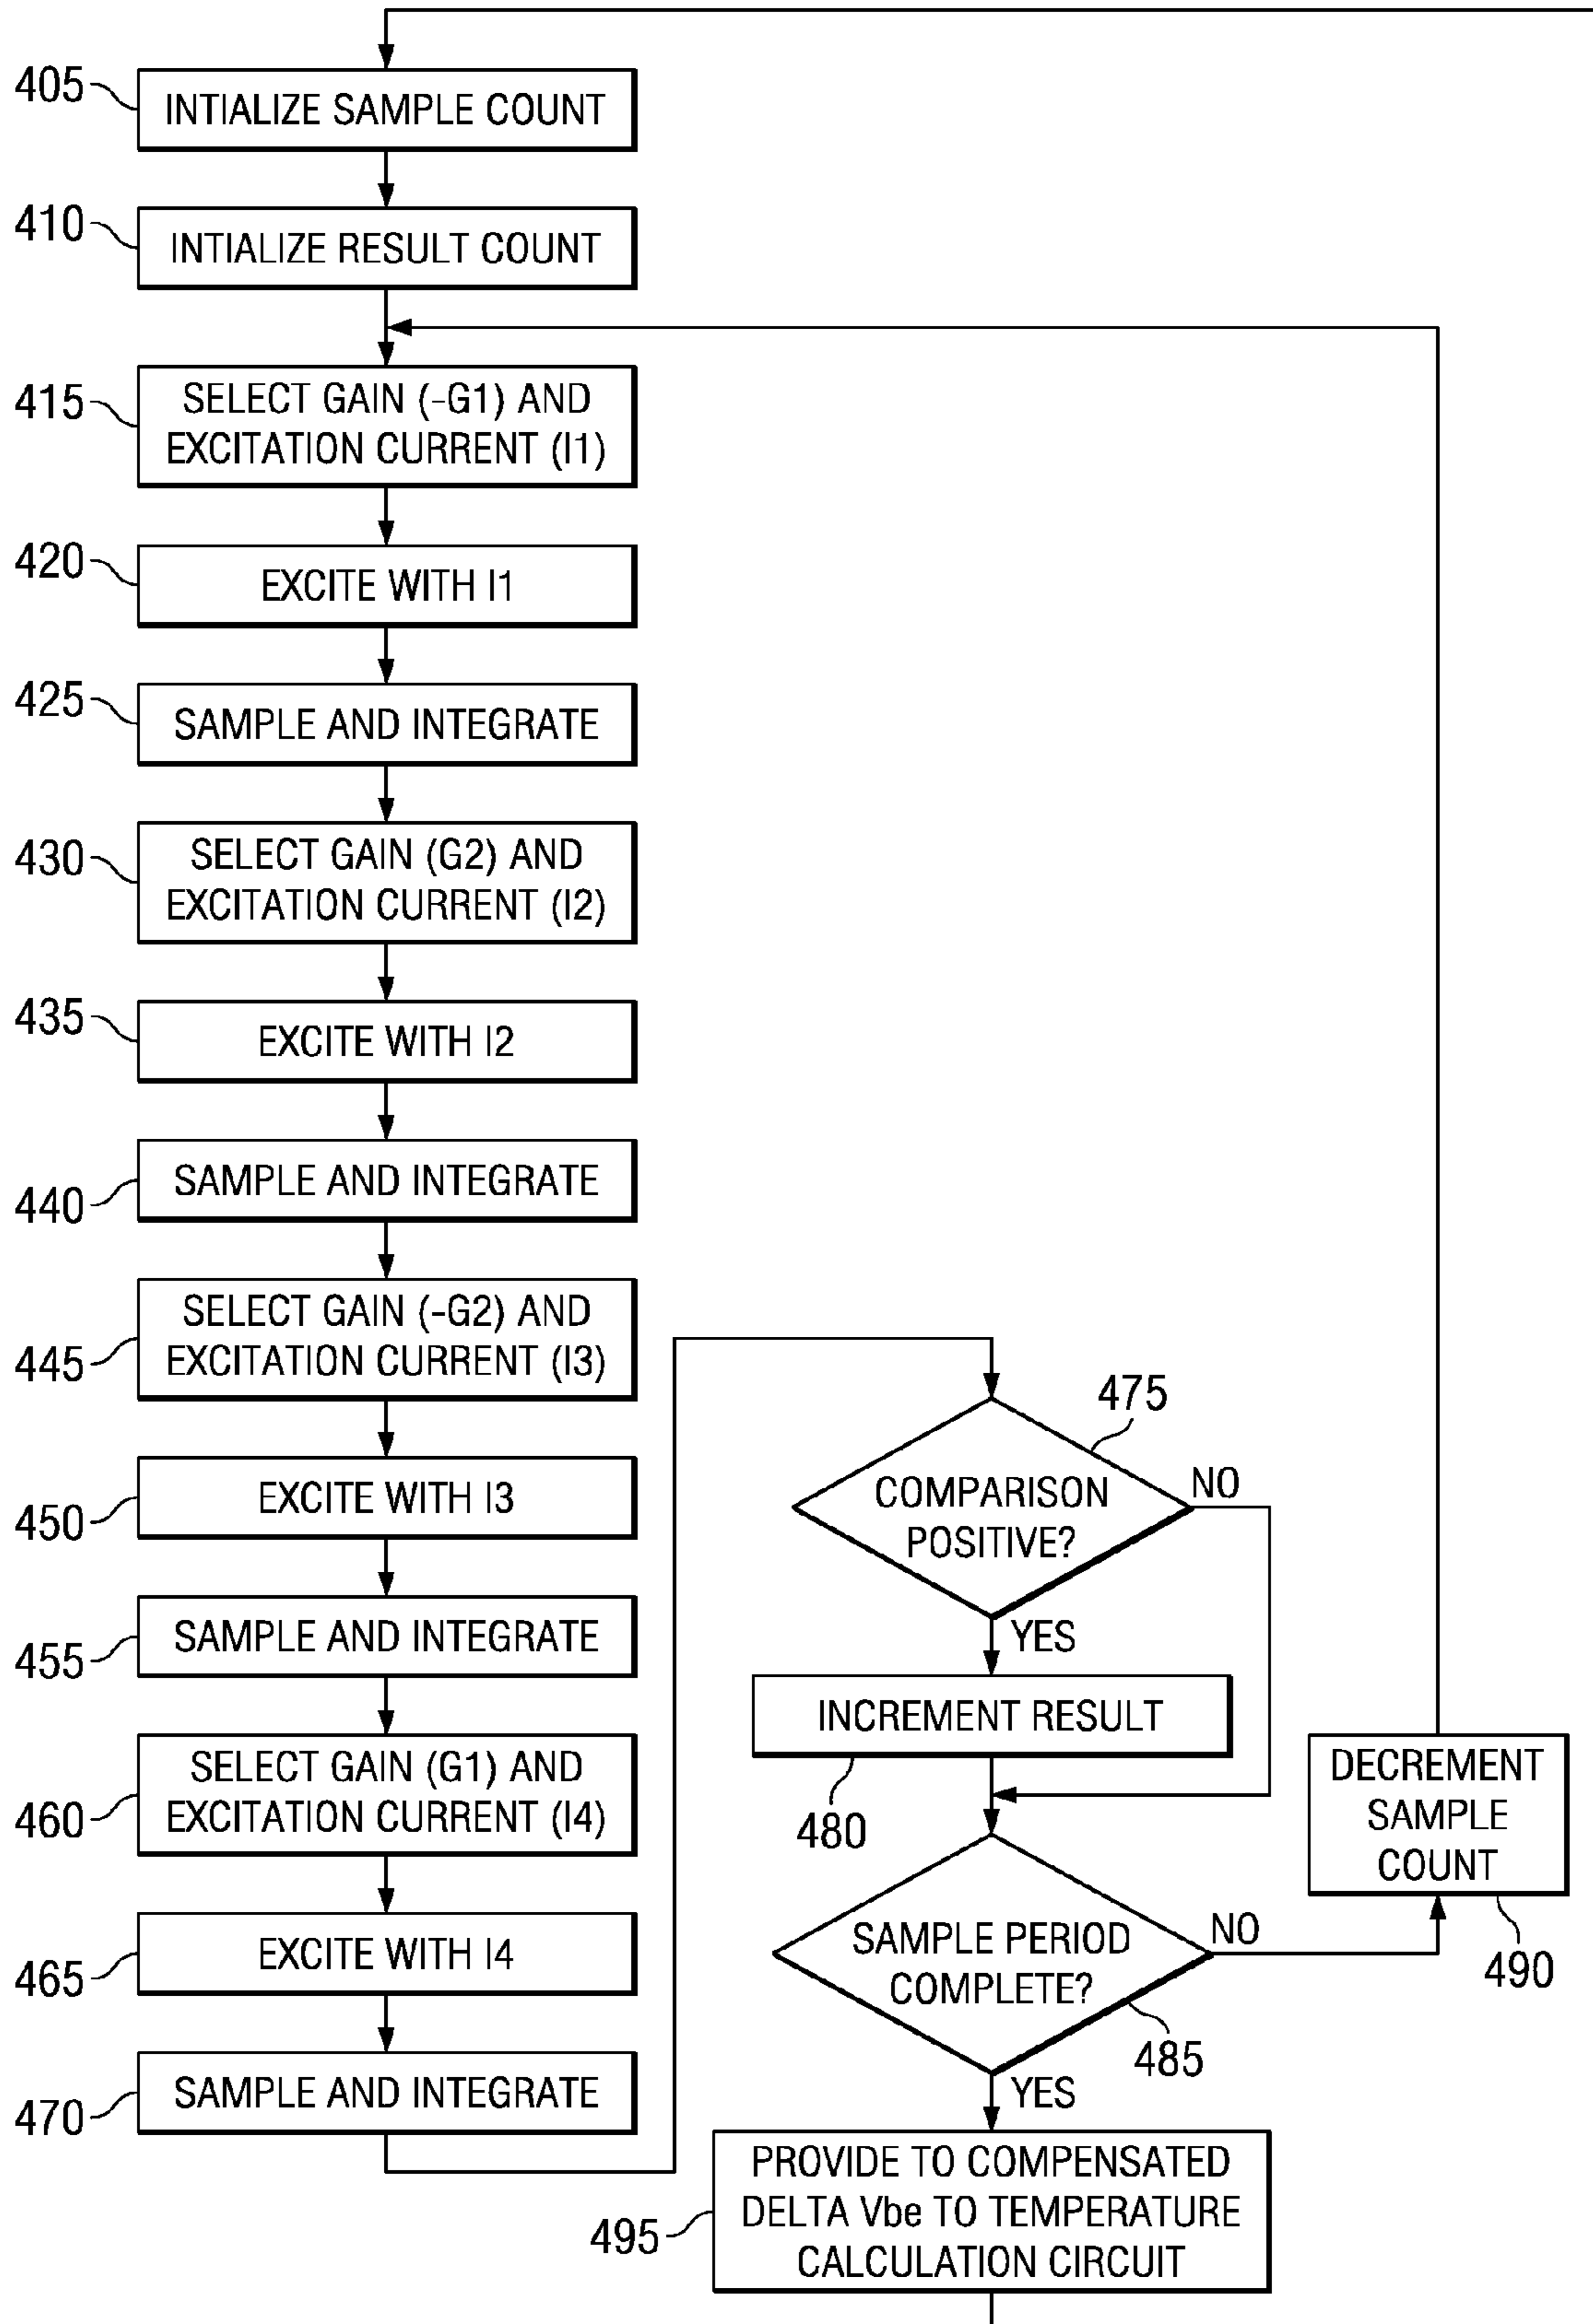 405
INTIALIZE SAMPLE COUNT
410
INTIALIZE RESULT COUNT
415
SELECT GAIN (-G1) AND
EXCITATION CURRENT (I1)
420
EXCITE WITH I1
425
SAMPLE AND INTEGRATE
430
SELECT GAIN (G2) AND
EXCITATION CURRENT (I2)
435
EXCITE WITH I2
440
SAMPLE AND INTEGRATE
445
SELECT GAIN (-G2) AND
EXCITATION CURRENT (I3)
450
EXCITE WITH I3
455
SAMPLE AND INTEGRATE
460
SELECT GAIN (G1) AND
EXCITATION CURRENT (I4)
465
EXCITE WITH I4
470
SAMPLE AND INTEGRATE
475
COMPARISON
POSITIVE?
NO
YES
INCREMENT RESULT
480
SAMPLE PERIOD
COMPLETE?
NO
485
YES
DECREMENT
SAMPLE
COUNT
490
PROVIDE TO COMPENSATED
DELTA Vbe TO TEMPERATURE
CALCULATION CIRCUIT
495